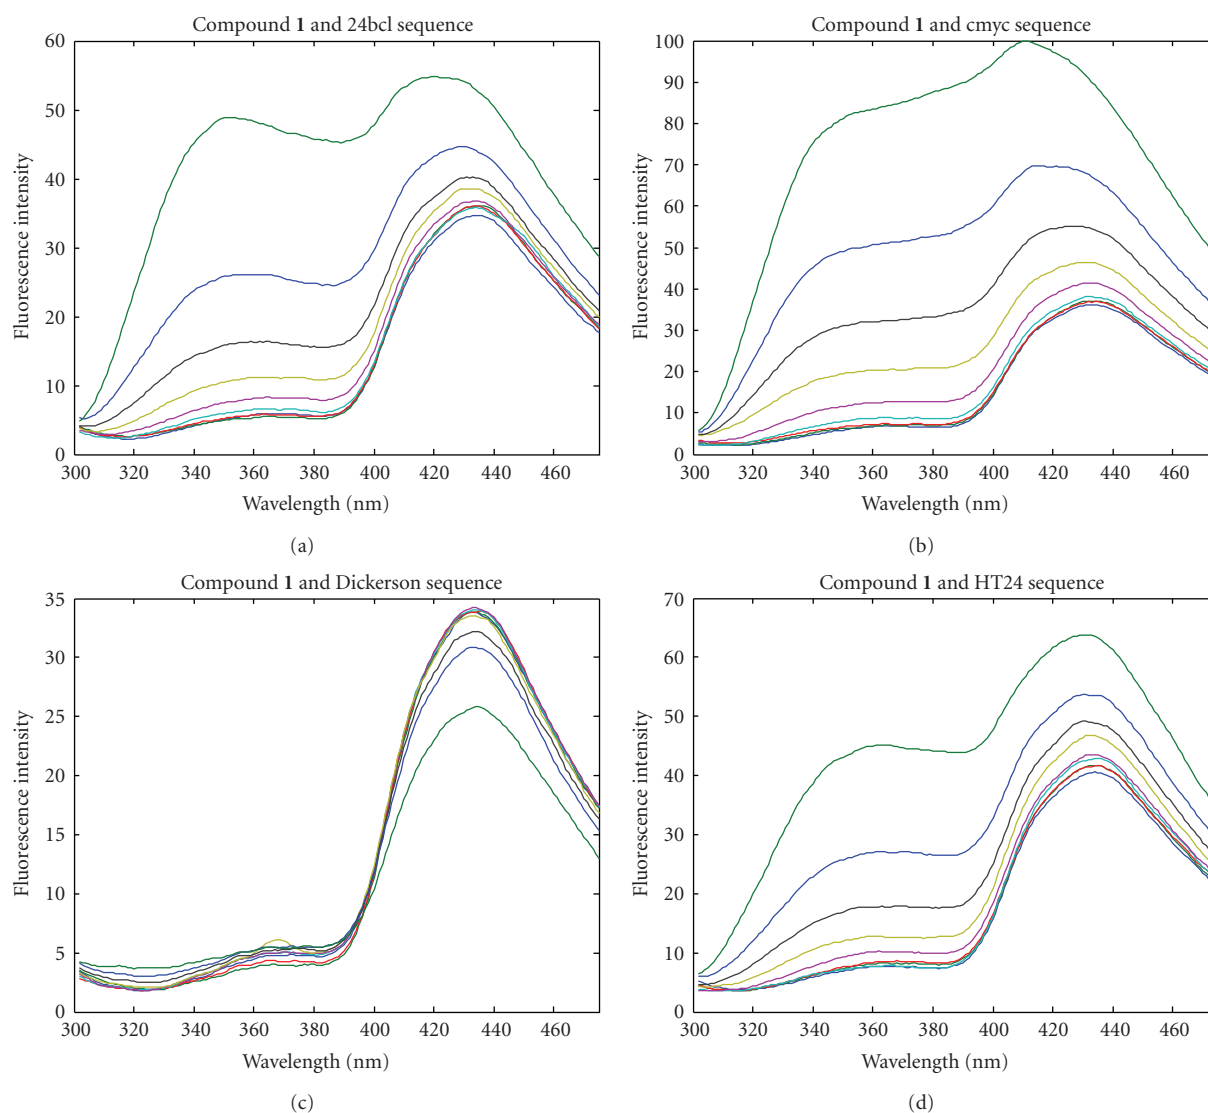 Compound 1 and 24bcl sequence
60
50
40
30
20
10
0
Fluorescence intensity
300 320 340 360 380 400 420 440 460
Wavelength (nm)
(a)
Compound 1 and cmyc sequence
100
90
80
70
60
50
40
30
20
10
0
Fluorescence intensity
300 320 340 360 380 400 420 440 460
Wavelength (nm)
(b)
Compound 1 and Dickerson sequence
35
30
25
20
15
10
5
0
Fluorescence intensity
300 320 340 360 380 400 420 440 460
Wavelength (nm)
(c)
Compound 1 and HT24 sequence
70
60
50
40
30
20
10
0
Fluorescence intensity
300 320 340 360 380 400 420 440 460
Wavelength (nm)
(d)